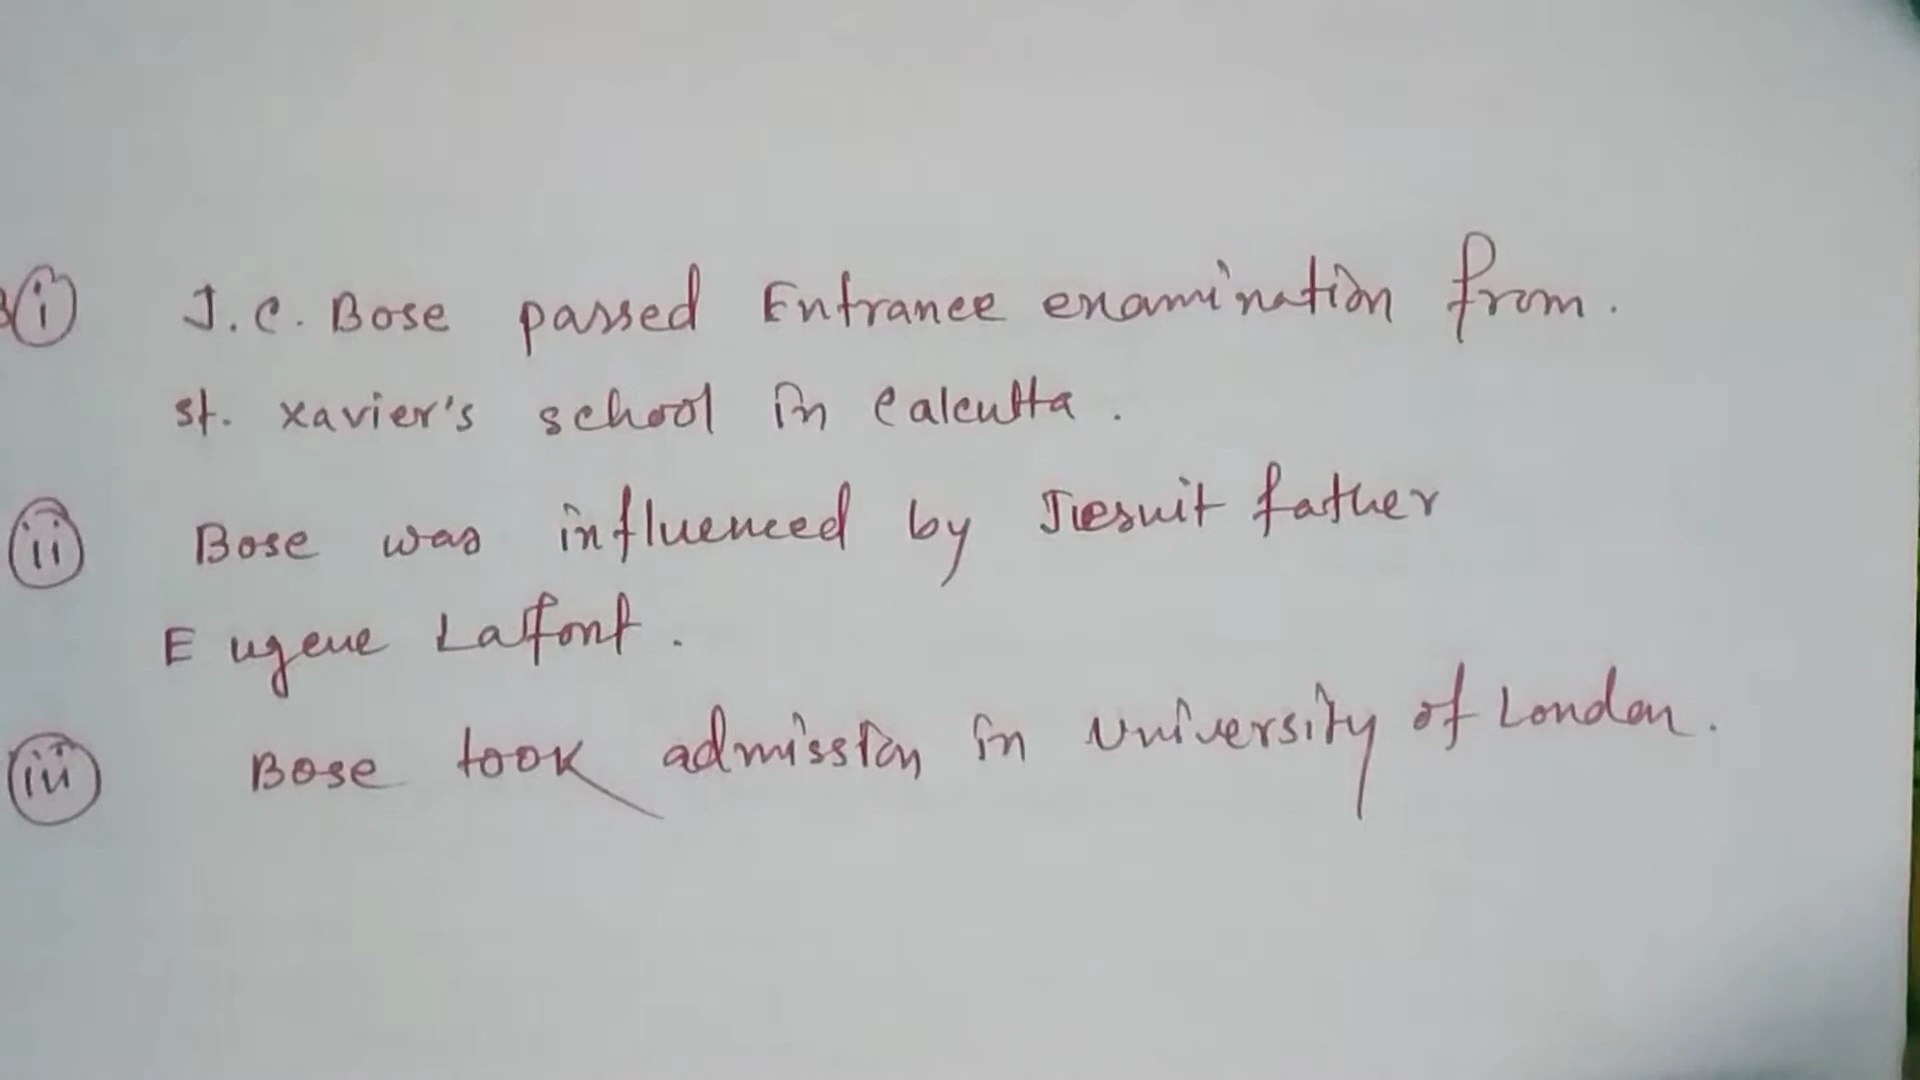 (i) J.C. Bose passed Entrance examination from.
st. xavier's school in Calcutta.
(ii) Bose was influenced by Jesuit father
Eugene Lafont.
(iii) Bose took admission in University of London.